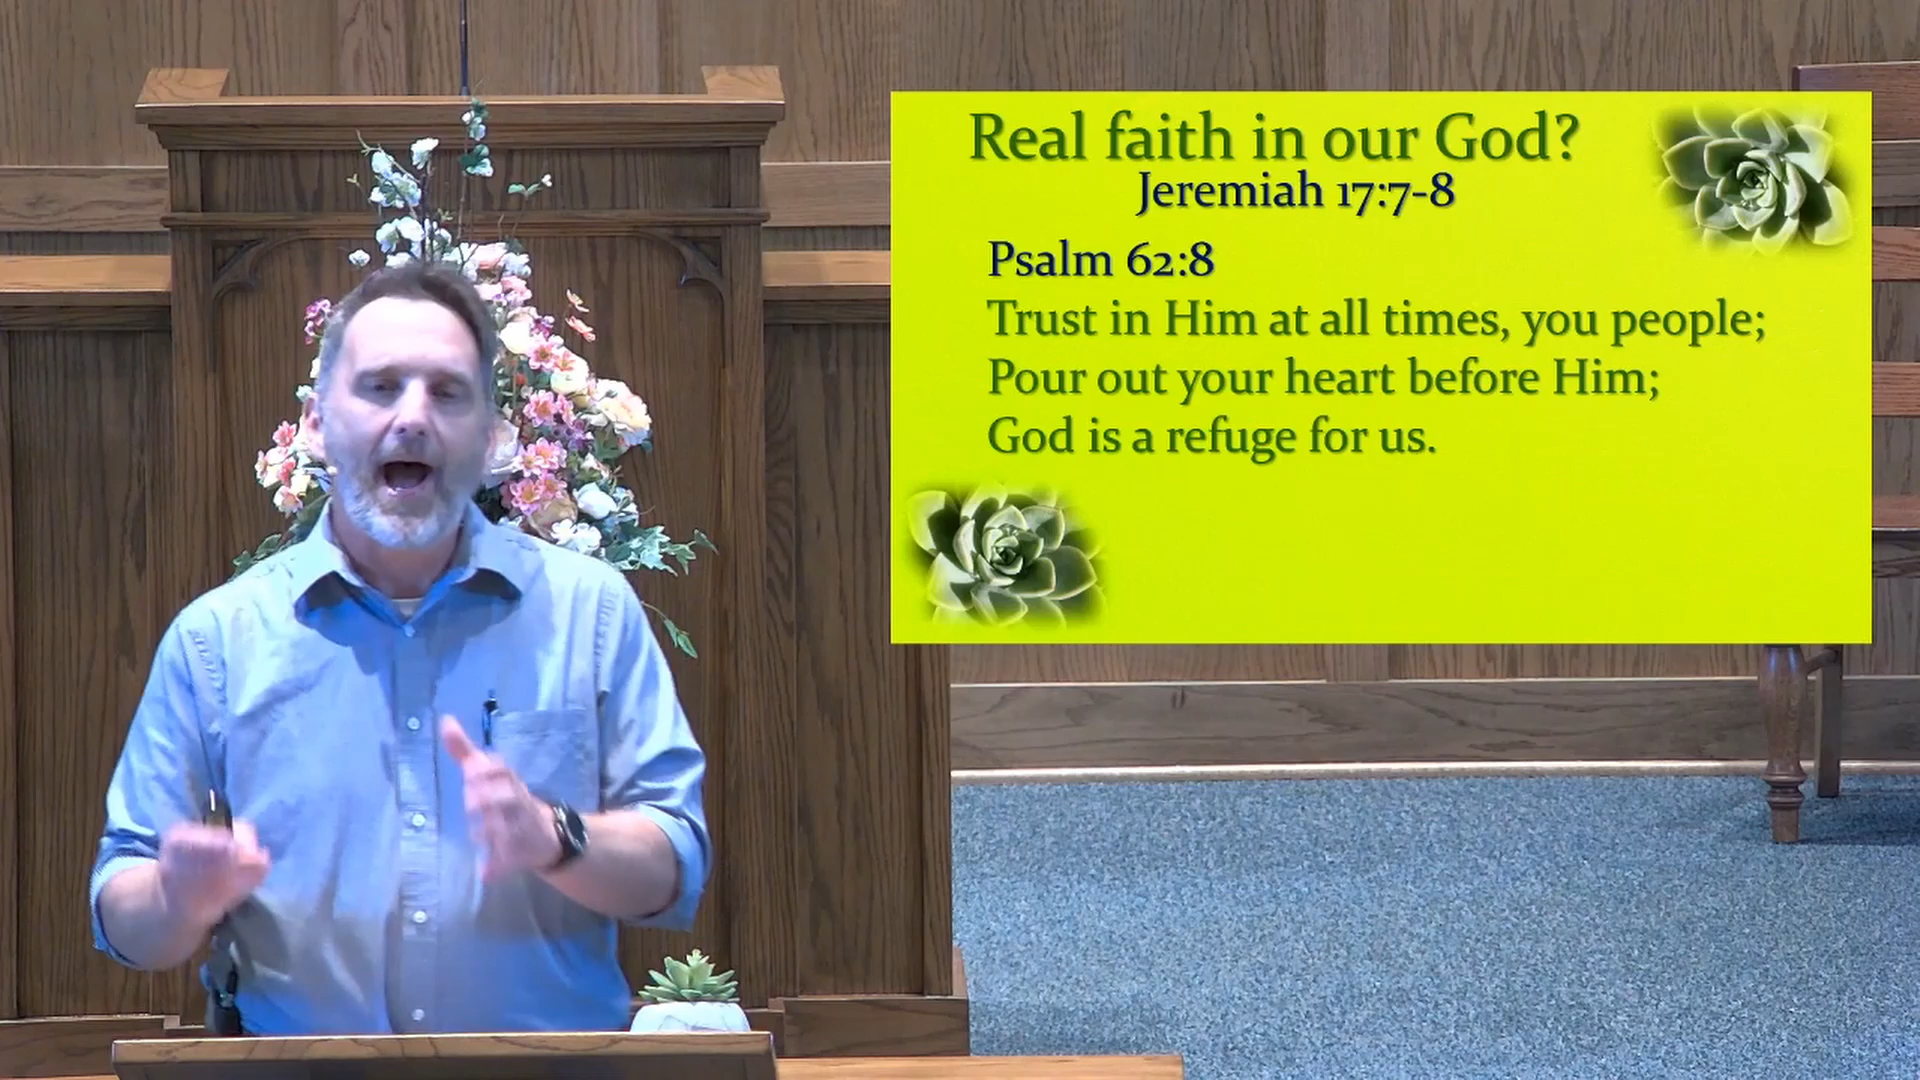 Real faith in our God?
Jeremiah 17:7-8
Psalm 62:8
Trust in Him at all times, you people;
Pour out your heart before Him;
God is a refuge for us.